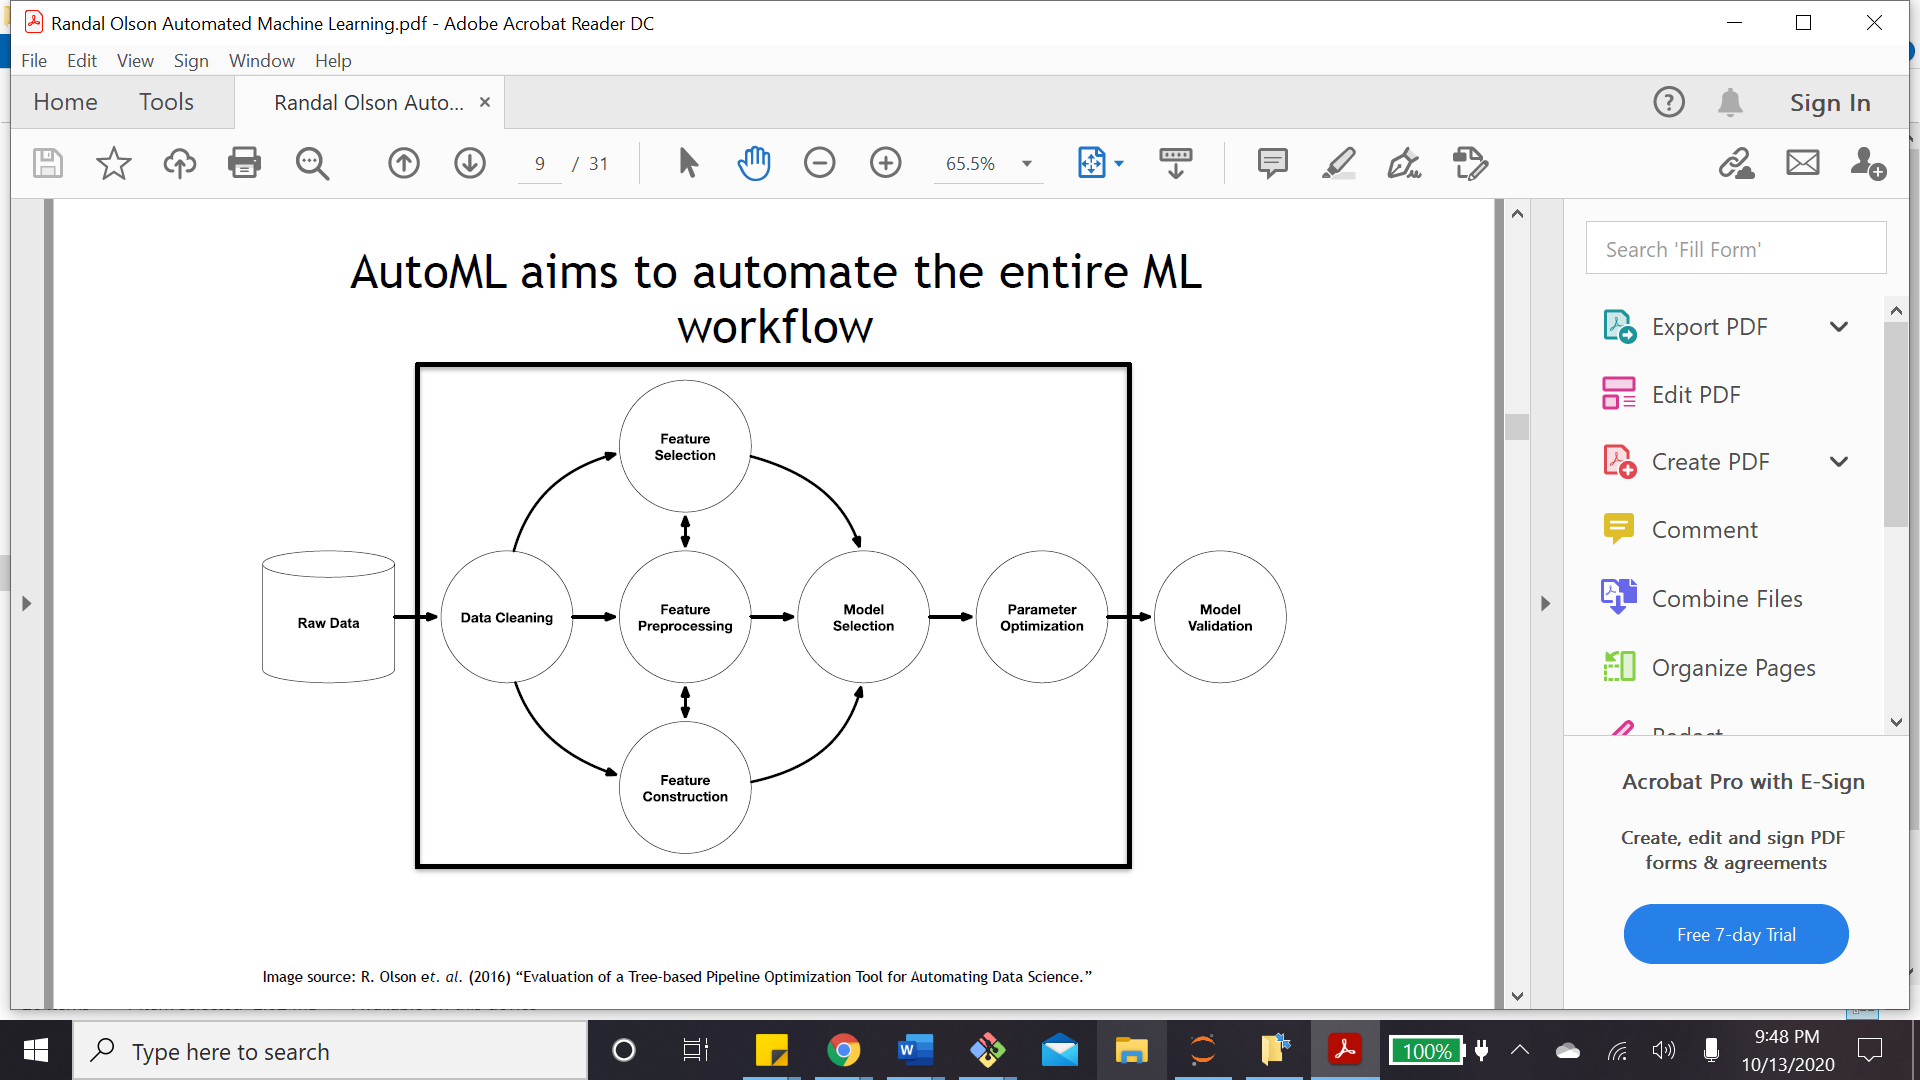 Randal Olson Automated Machine Learning.pdf - Adobe Acrobat Reader DC
File Edit View Sign Window Help
Home Tools Randal Olson Auto... × Sign In
9 / 31 65.5%
AutoML aims to automate the entire ML
workflow
Feature
Selection
Raw Data
Data Cleaning
Feature
Preprocessing
Model
Selection
Parameter
Optimization
Model
Validation
Feature
Construction
Image source: R. Olson et. al. (2016) “Evaluation of a Tree-based Pipeline Optimization Tool for Automating Data Science.”
Search 'Fill Form'
Export PDF
Edit PDF
Create PDF
Comment
Combine Files
Organize Pages
Redact
Acrobat Pro with E-Sign
Create, edit and sign PDF
forms & agreements
Free 7-day Trial
Type here to search
W
100%
9:48 PM
10/13/2020